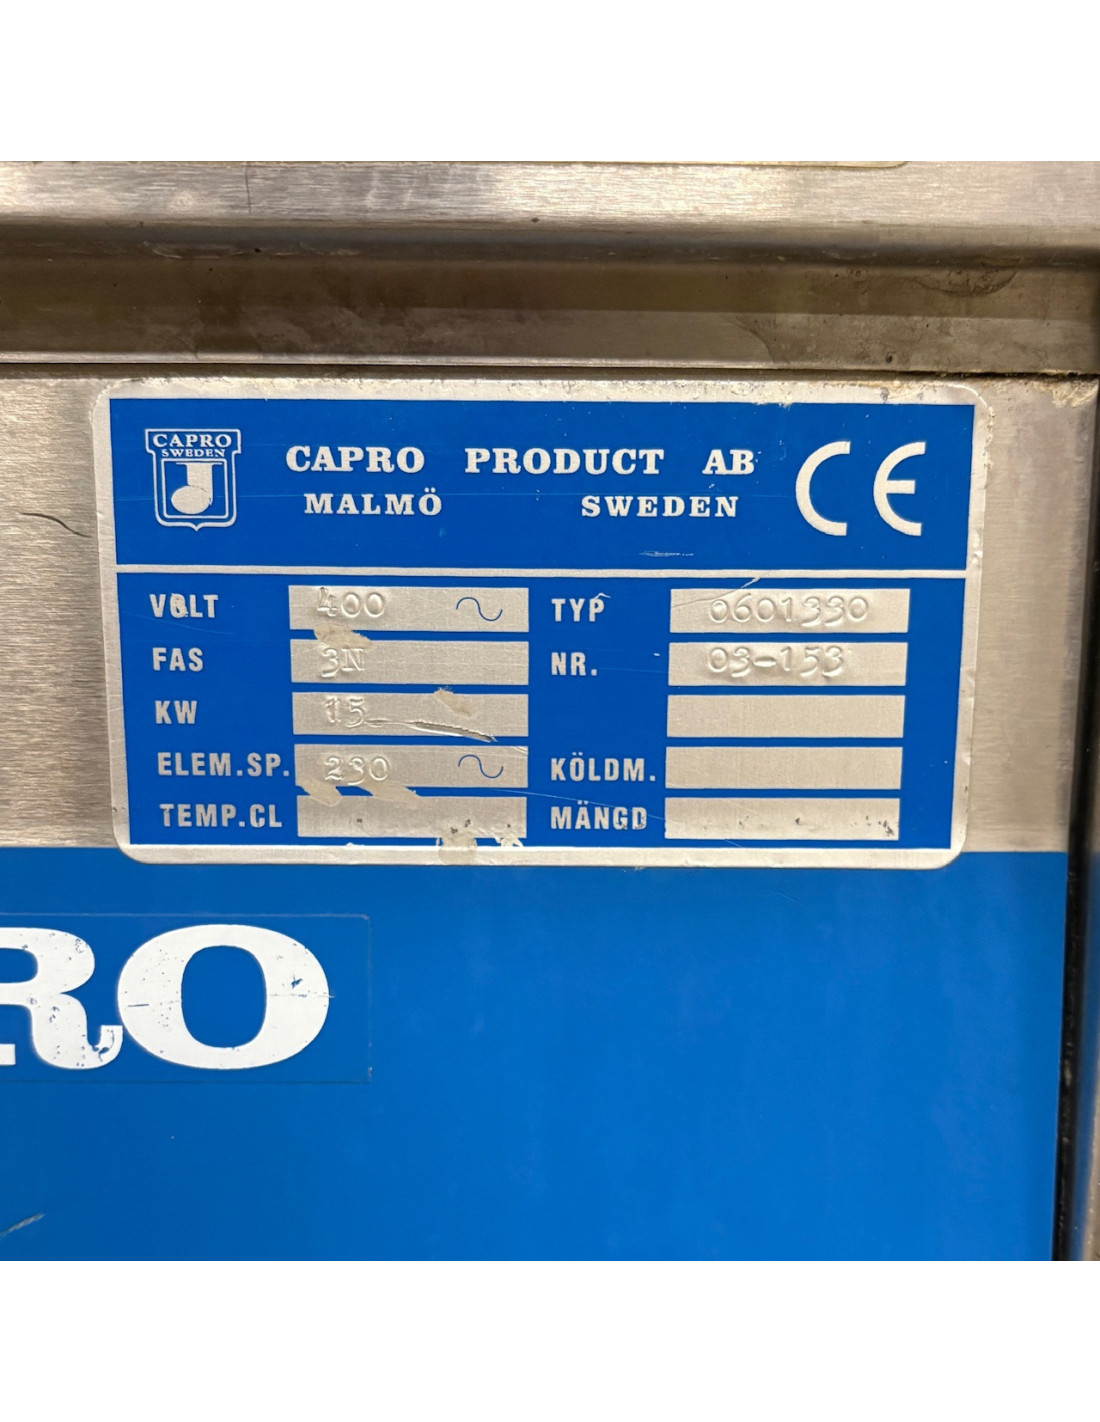 CAPRO
SWEDEN
CAPRO PRODUCT AB CE
MALMÖ SWEDEN
VOLT 400 ~ TYP 0601330
FAS 3N NR. 03-153
KW 15
ELEM.SP. 230 ~ KÖLDM.
TEMP.CL MÄNGD
RO